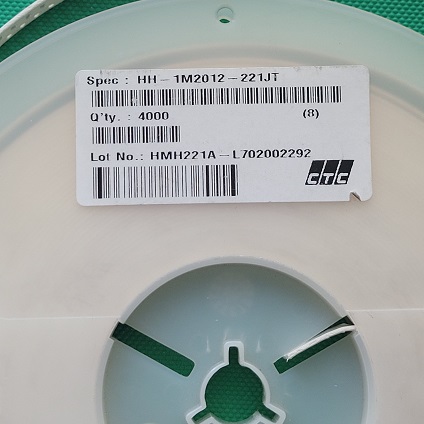 Spec : HH-1M2012-221JT
Q'ty. : 4000 (8)
Lot No.: HMH221A-L702002292
CTC